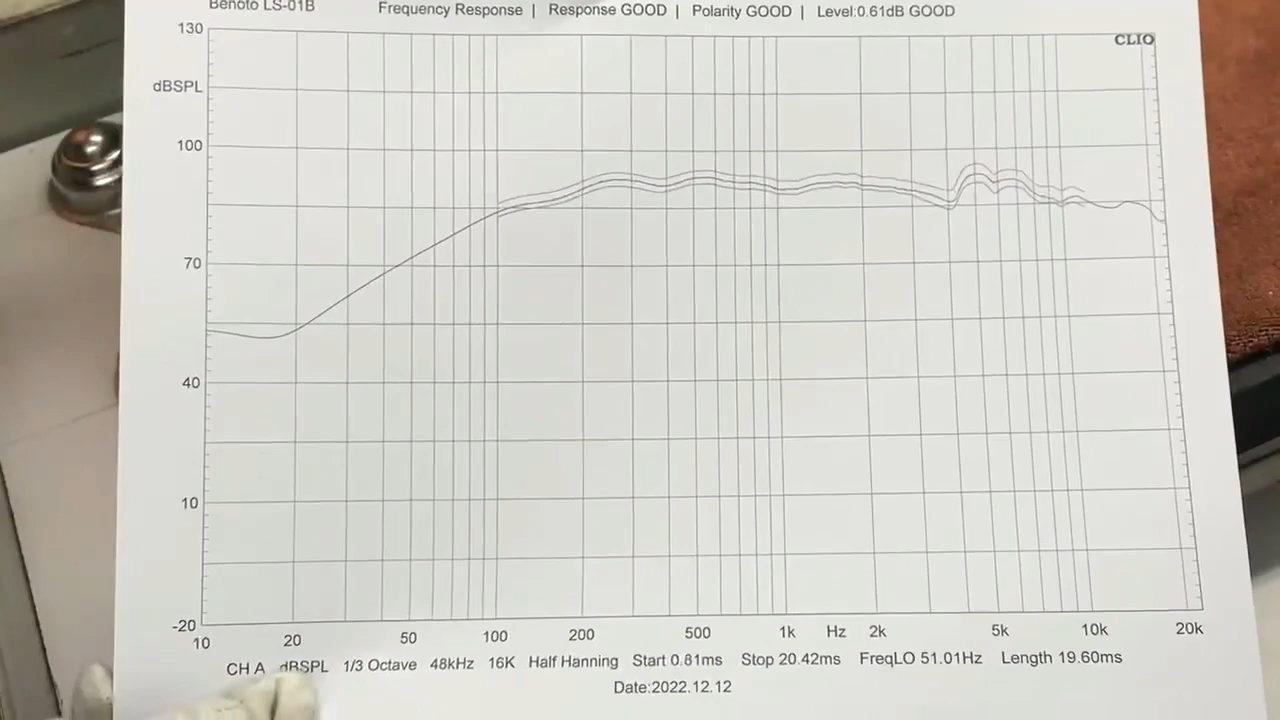 Benoto LS-01B Frequency Response | Response GOOD | Polarity GOOD | Level:0.61dB GOOD
130
CLIO
dBSPL
100
70
40
10
-20
10 20 50 100 200 500 1k Hz 2k 5k 10k 20k
CH A dBSPL 1/3 Octave 48kHz 16K Half Hanning Start 0.81ms Stop 20.42ms FreqLO 51.01Hz Length 19.60ms
Date:2022.12.12